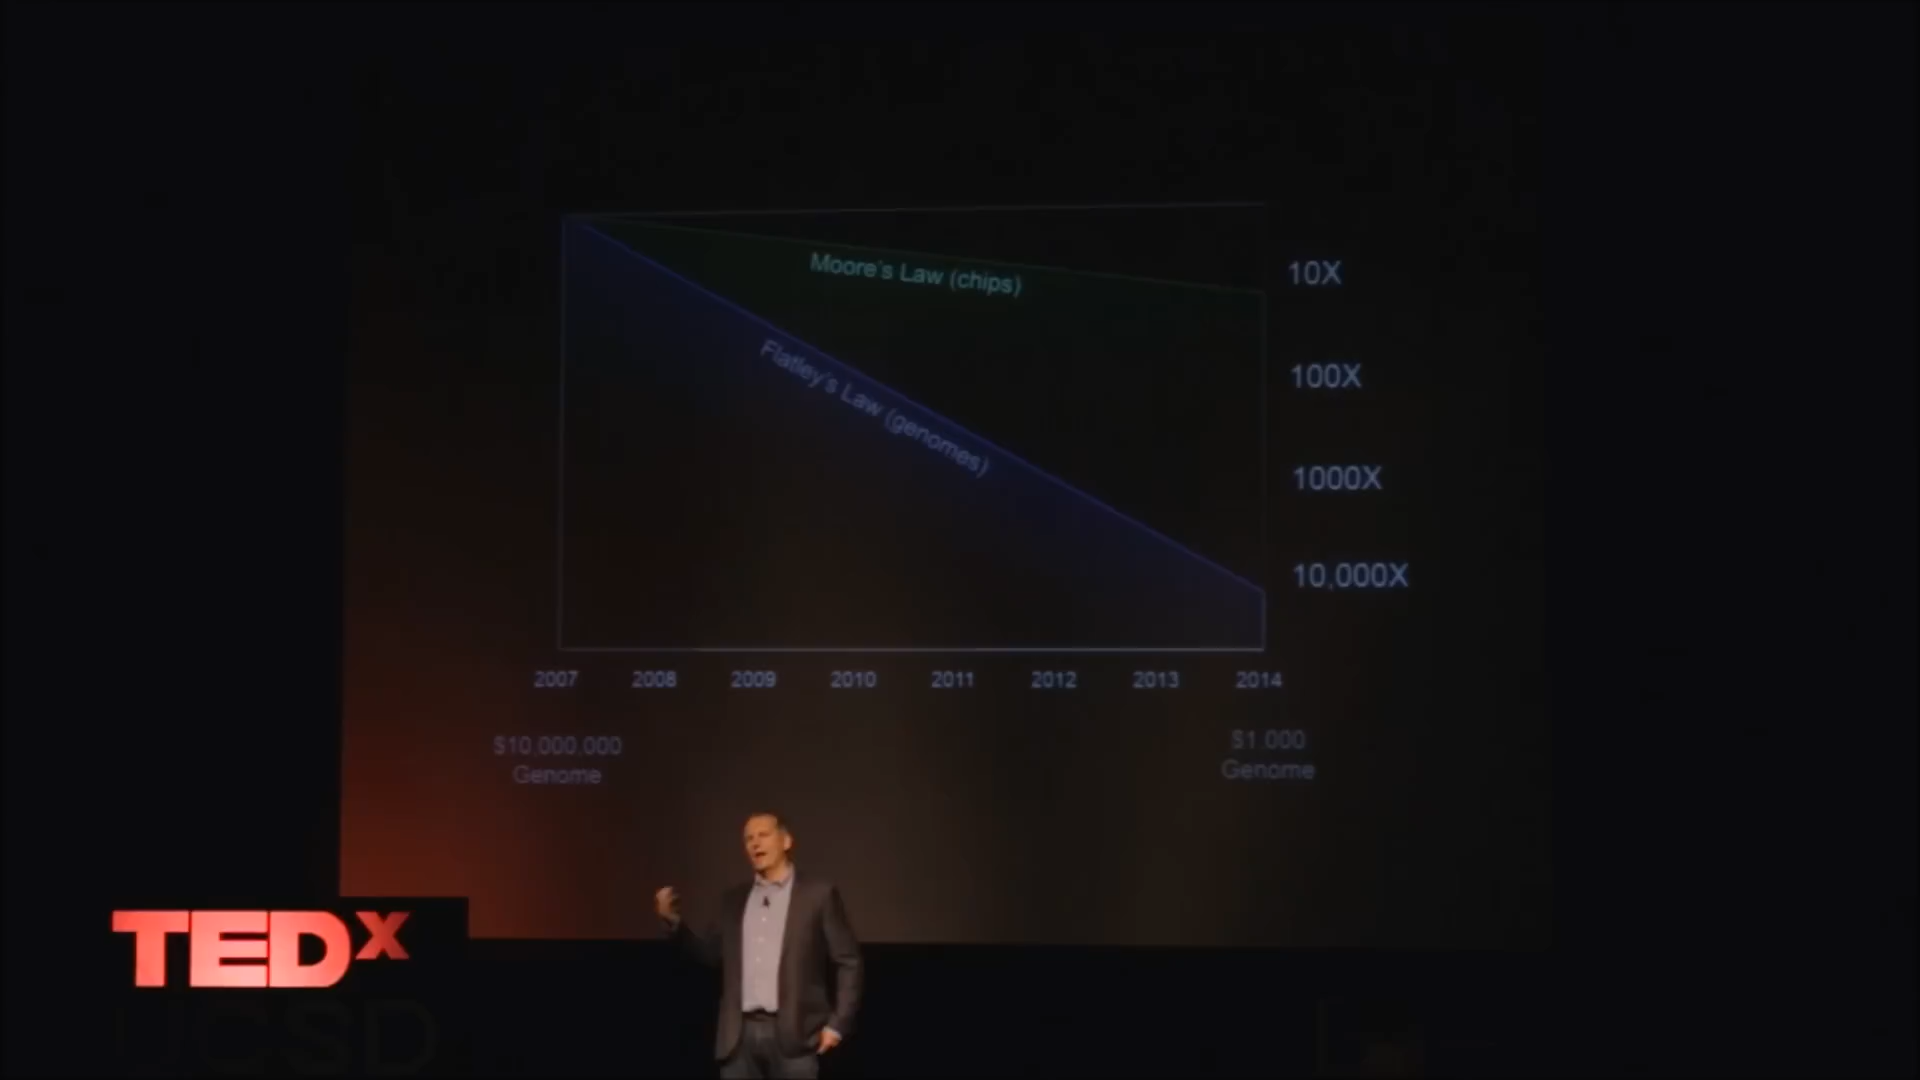 Moore's Law (chips)
Flatley's Law (genomes)
10X
100X
1000X
10,000X
2007 2008 2009 2010 2011 2012 2013 2014
$10,000,000
Genome
$1,000
Genome
TEDx
UCSD